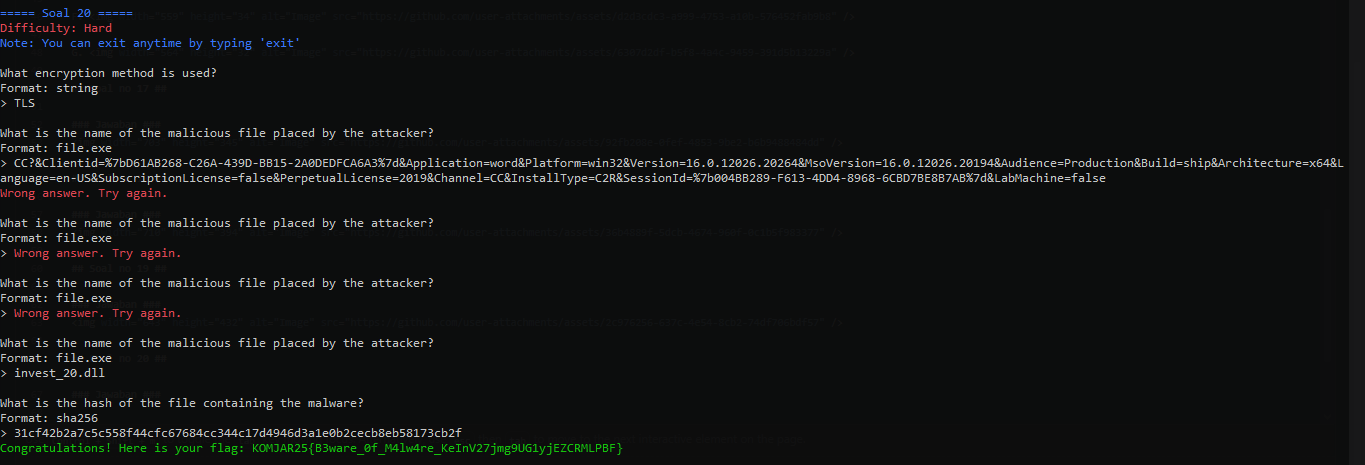 ===== Soal 20 =====
Difficulty: Hard
Note: You can exit anytime by typing 'exit'
What encryption method is used?
Format: string
> TLS
What is the name of the malicious file placed by the attacker?
Format: file.exe
> CC?&Clientid=%7bD61AB268-C26A-439D-BB15-2A0DEDFCA6A3%7d&Application=word&Platform=win32&Version=16.0.12026.20264&MsoVersion=16.0.12026.20194&Audience=Production&Build=ship&Architecture=x64&L
anguage=en-US&SubscriptionLicense=false&PerpetualLicense=2019&Channel=CC&InstallType=C2R&SessionId=%7b004BB289-F613-4DD4-8968-6CBD7BE8B7AB%7d&LabMachine=false
Wrong answer. Try again.
What is the name of the malicious file placed by the attacker?
Format: file.exe
> Wrong answer. Try again.
What is the name of the malicious file placed by the attacker?
Format: file.exe
> Wrong answer. Try again.
What is the name of the malicious file placed by the attacker?
Format: file.exe
> invest_20.dll
What is the hash of the file containing the malware?
Format: sha256
> 31cf42b2a7c5c558f44cfc67684cc344c17d4946d3a1e0b2cecb8eb58173cb2f
Congratulations! Here is your flag: KOMJAR25{B3ware_0f_M4lw4re_KeInV27jmg9UG1yjEZCRMLPBF}